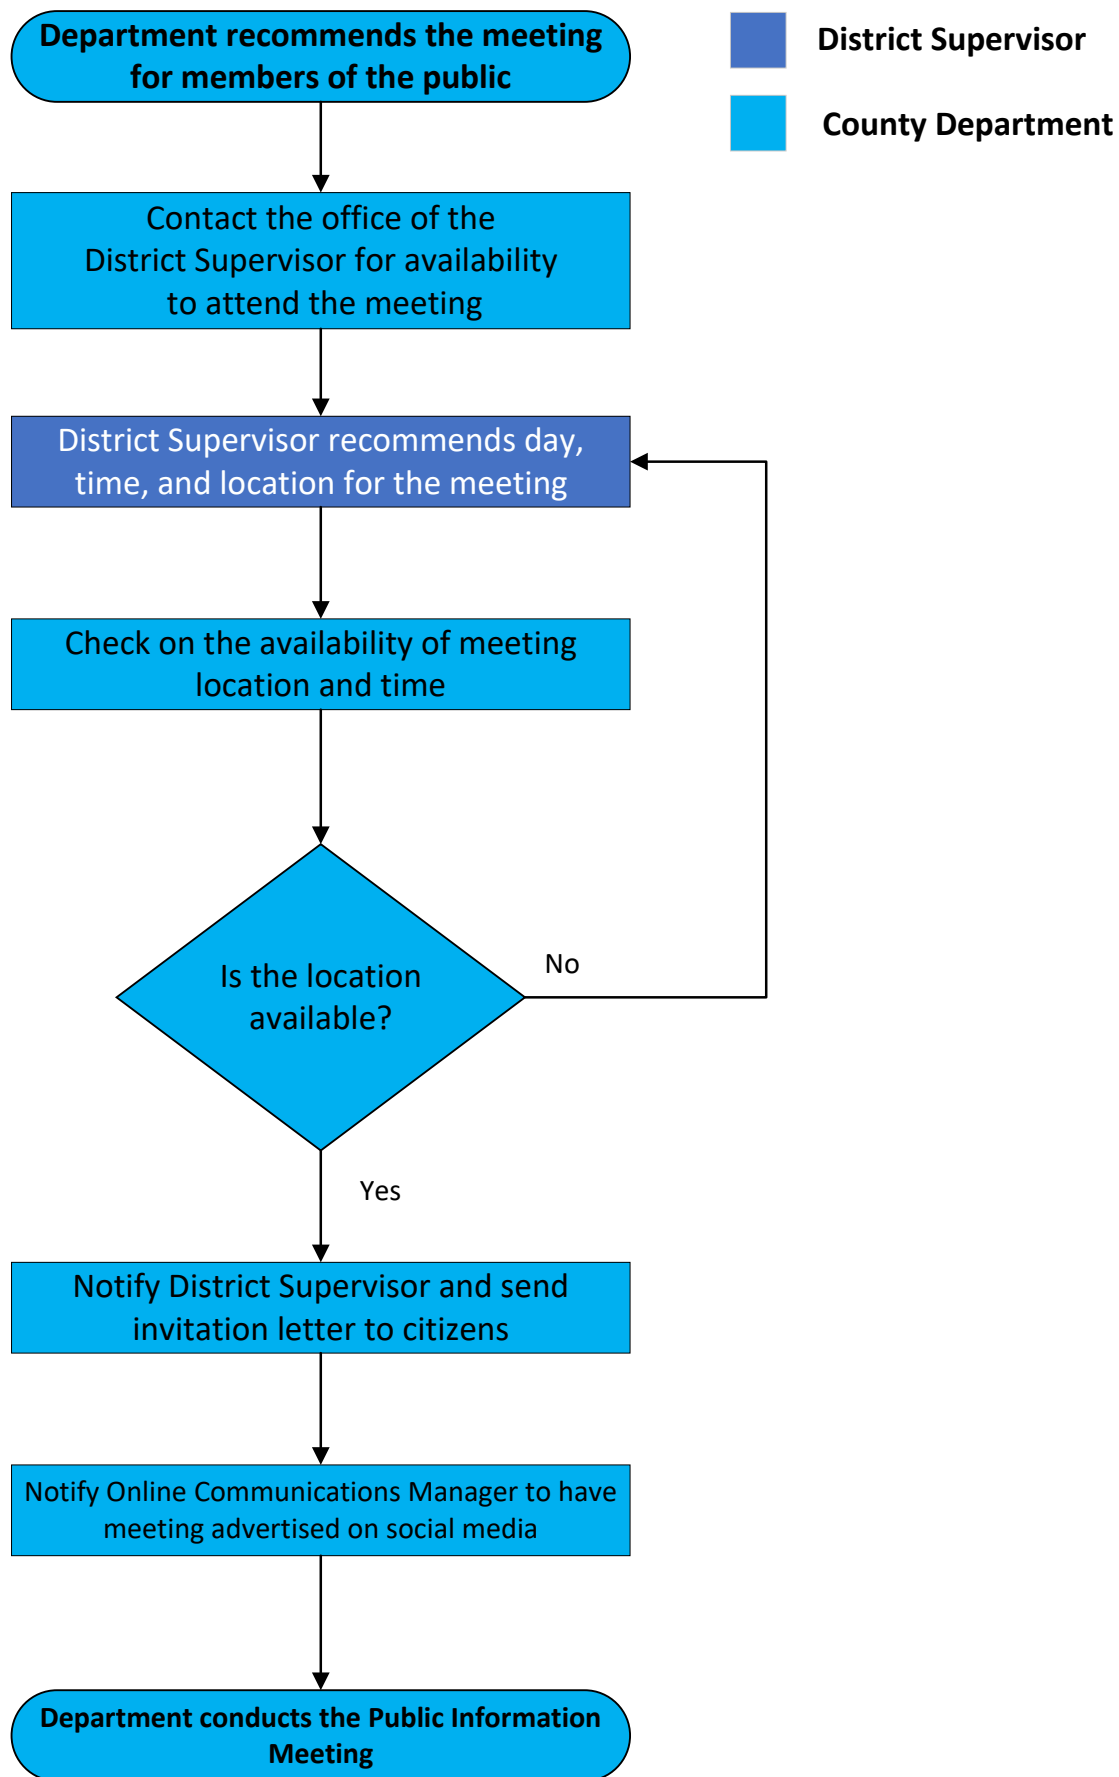 Department recommends the meeting
for members of the public
District Supervisor
County Department
Contact the office of the
District Supervisor for availability
to attend the meeting
District Supervisor recommends day,
time, and location for the meeting
Check on the availability of meeting
location and time
Is the location
available?
No
Yes
Notify District Supervisor and send
invitation letter to citizens
Notify Online Communications Manager to have
meeting advertised on social media
Department conducts the Public Information
Meeting